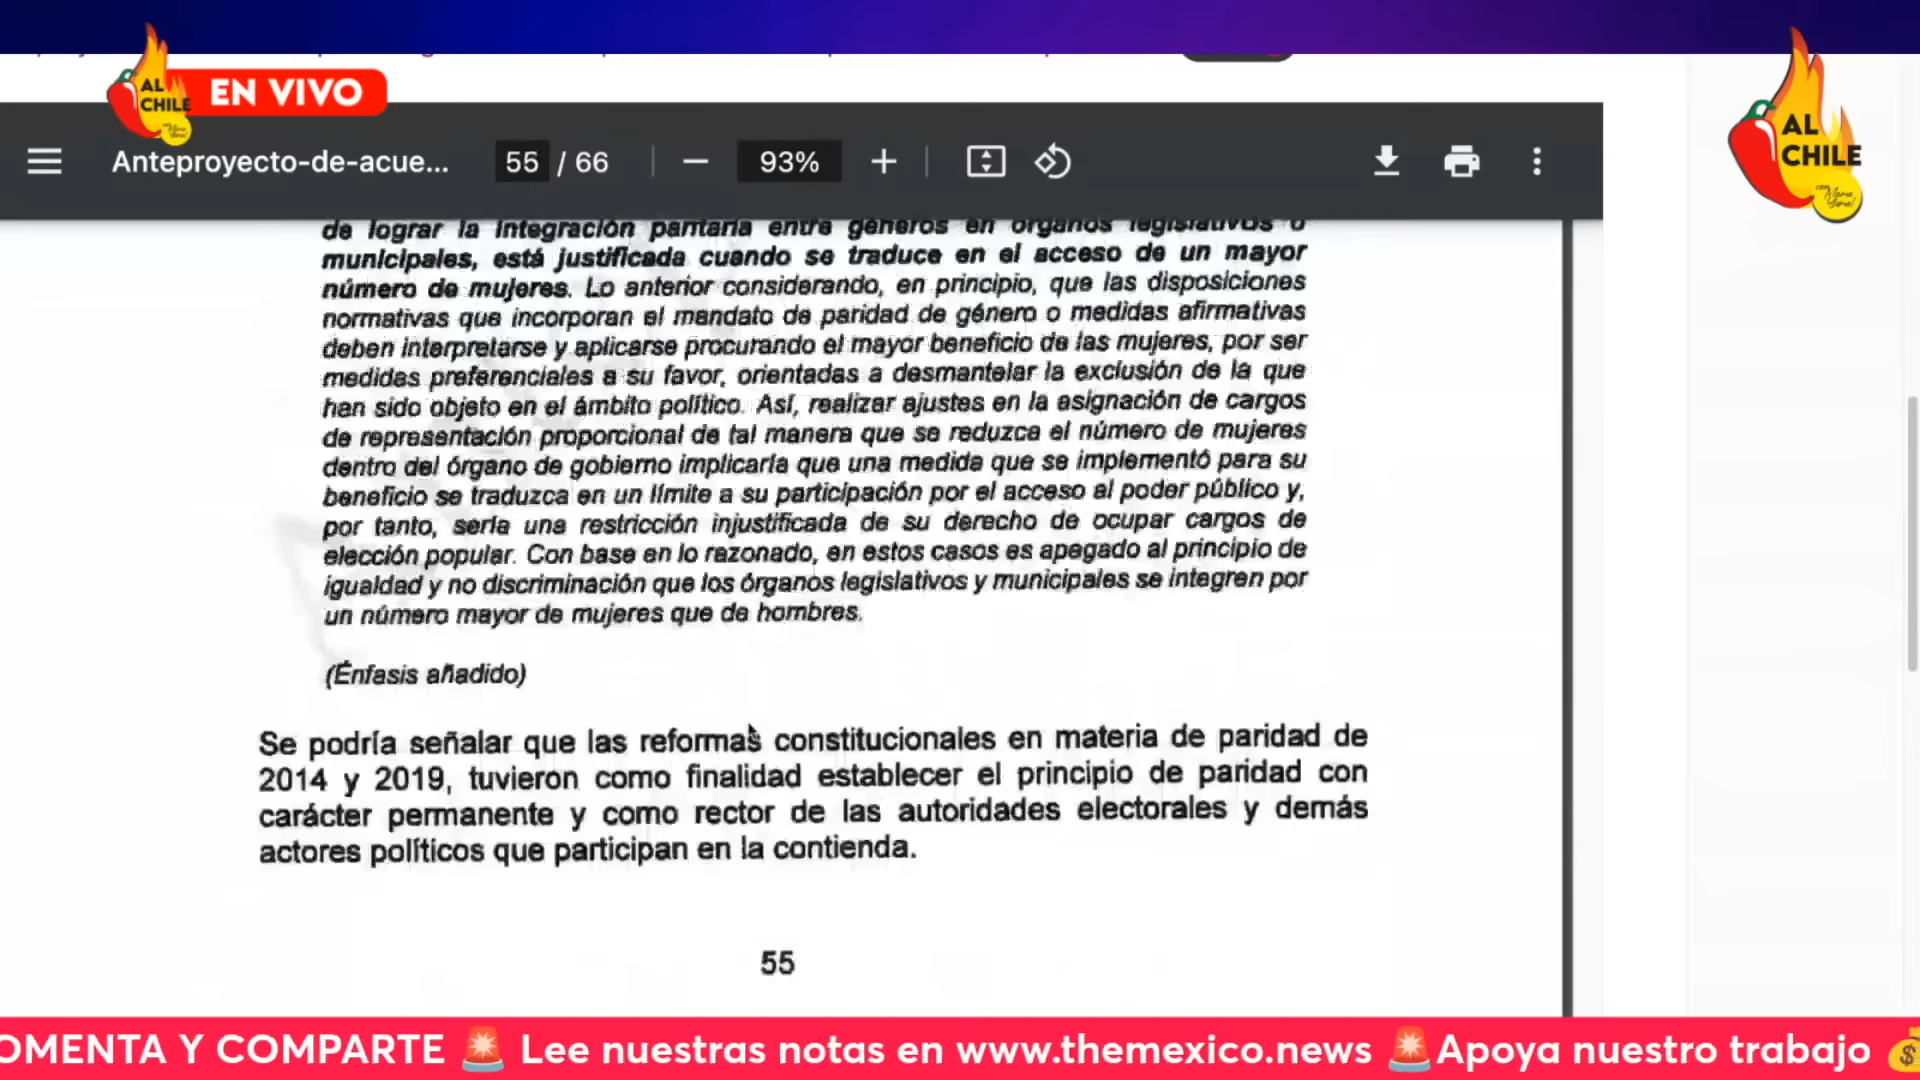 AL
CHILE
EN VIVO
AL
CHILE
Anteproyecto-de-acue...
55 / 66
93%
de lograr la integración paritaria entre géneros en órganos legislativos o
municipales, está justificada cuando se traduce en el acceso de un mayor
número de mujeres. Lo anterior considerando, en principio, que las disposiciones
normativas que incorporan el mandato de paridad de género o medidas afirmativas
deben interpretarse y aplicarse procurando el mayor beneficio de las mujeres, por ser
medidas preferenciales a su favor, orientadas a desmantelar la exclusión de la que
han sido objeto en el ámbito político. Así, realizar ajustes en la asignación de cargos
de representación proporcional de tal manera que se reduzca el número de mujeres
dentro del órgano de gobierno implicaría que una medida que se implementó para su
beneficio se traduzca en un límite a su participación por el acceso al poder público y,
por tanto, sería una restricción injustificada de su derecho de ocupar cargos de
elección popular. Con base en lo razonado, en estos casos es apegado al principio de
igualdad y no discriminación que los órganos legislativos y municipales se integren por
un número mayor de mujeres que de hombres.
(Énfasis añadido)
Se podría señalar que las reformas constitucionales en materia de paridad de
2014 y 2019, tuvieron como finalidad establecer el principio de paridad con
carácter permanente y como rector de las autoridades electorales y demás
actores políticos que participan en la contienda.
55
OMENTA Y COMPARTE 🚨 Lee nuestras notas en www.themexico.news 🚨Apoya nuestro trabajo 💰